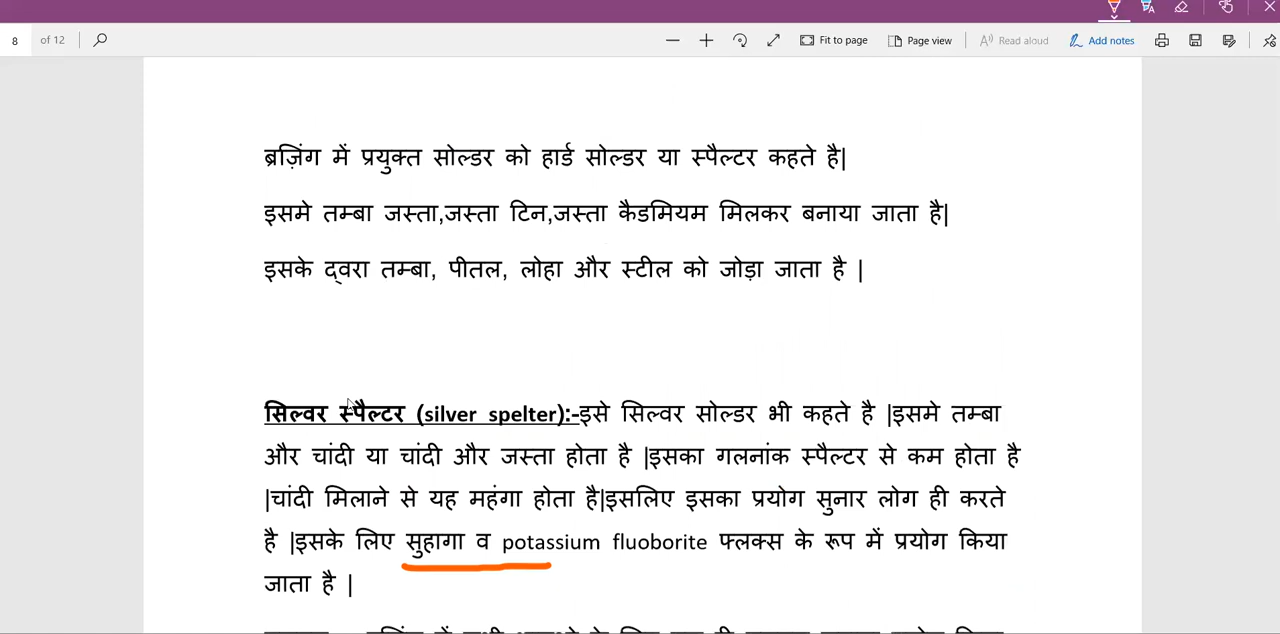 8 of 12 Fit to page Page view Read aloud Add notes
ब्रज़िंग में प्रयुक्त सोल्डर को हार्ड सोल्डर या स्पैल्टर कहते है|
इसमे तम्बा जस्ता,जस्ता टिन,जस्ता कैडमियम मिलकर बनाया जाता है|
इसके द्वरा तम्बा, पीतल, लोहा और स्टील को जोड़ा जाता है |
सिल्वर स्पैल्टर (silver spelter):-इसे सिल्वर सोल्डर भी कहते है |इसमे तम्बा
और चांदी या चांदी और जस्ता होता है |इसका गलनांक स्पैल्टर से कम होता है
|चांदी मिलाने से यह महंगा होता है|इसलिए इसका प्रयोग सुनार लोग ही करते
है |इसके लिए सुहागा व potassium fluoborite फ्लक्स के रूप में प्रयोग किया
जाता है |